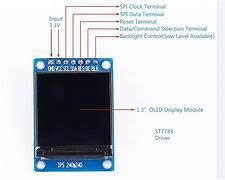 SPI Clock Terminal
SPI Data Terminal
Reset Terminal
Data/Command Selection Terminal
Backlight Control(Low Level Available)
Input
3.3V
GND VCC SCL SDA RES DC BLK
1.3" OLED Display Module
ST7789
Driver
IPS 240x240